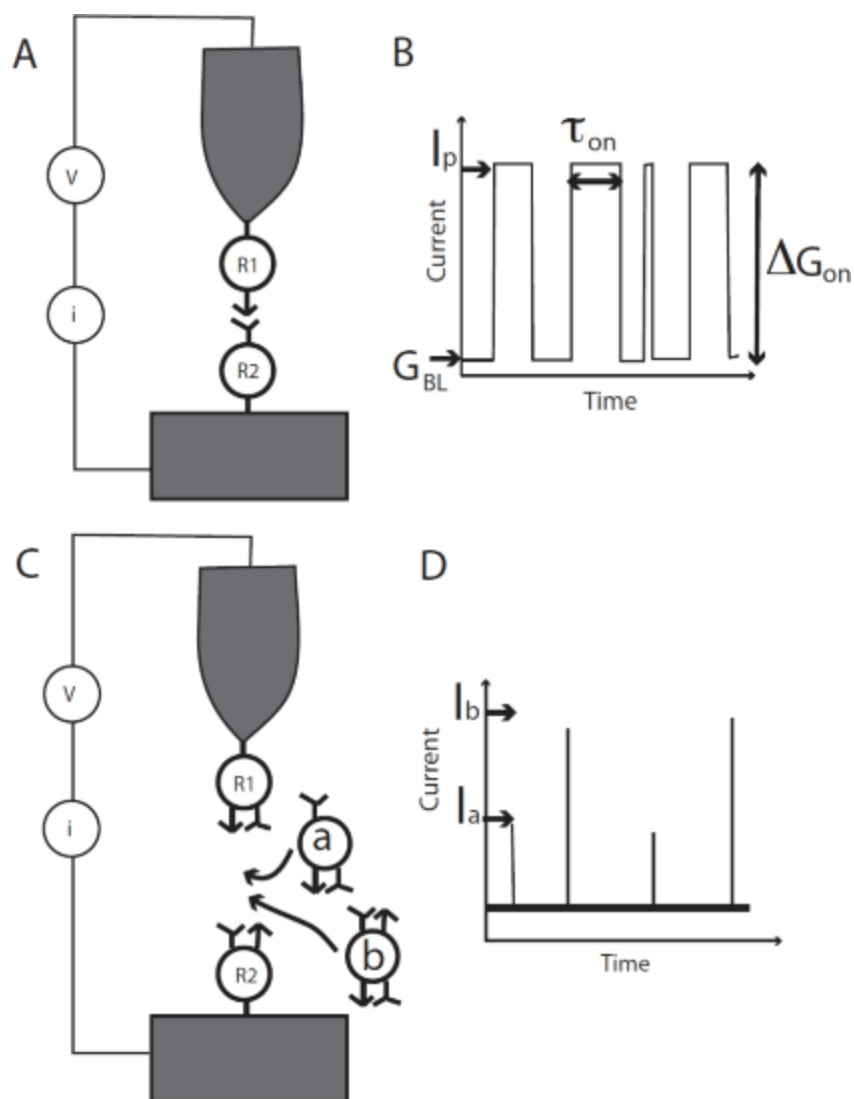 A
V
i
R1
R2
B
Ip
τon
Current
ΔGon
GBL
Time
C
V
i
R1
a
b
R2
D
Ib
Current
Ia
Time